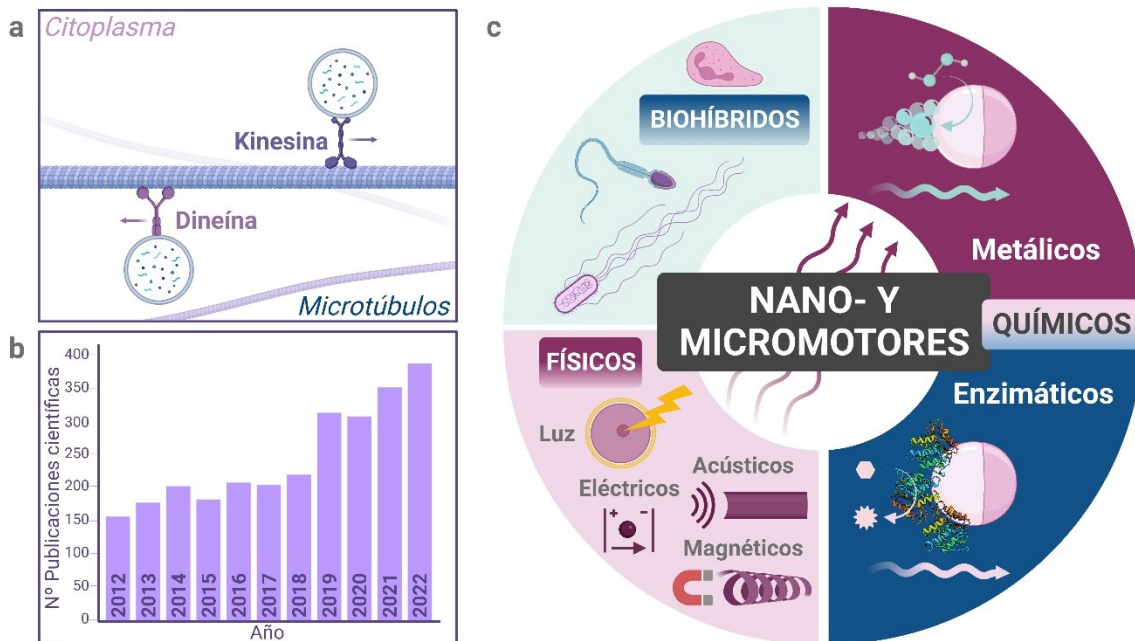 a
Citoplasma
Kinesina
Dineína
Microtúbulos
b
Nº Publicaciones científicas
400
350
300
250
200
150
100
50
0
2012
2013
2014
2015
2016
2017
2018
2019
2020
2021
2022
Año
c
BIOHÍBRIDOS
Metálicos
NANO- Y
MICROMOTORES
QUÍMICOS
FÍSICOS
Luz
Eléctricos
+ -
Acústicos
Magnéticos
Enzimáticos